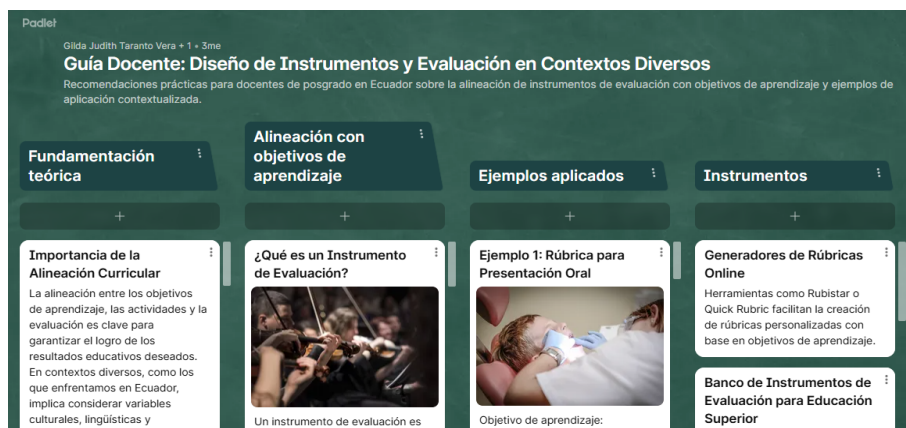 Padlet
Gilda Judith Taranto Vera + 1 • 3me
Guía Docente: Diseño de Instrumentos y Evaluación en Contextos Diversos
Recomendaciones prácticas para docentes de posgrado en Ecuador sobre la alineación de instrumentos de evaluación con objetivos de aprendizaje y ejemplos de
aplicación contextualizada.
Fundamentación
teórica
Importancia de la
Alineación Curricular
La alineación entre los objetivos
de aprendizaje, las actividades y la
evaluación es clave para
garantizar el logro de los
resultados educativos deseados.
En contextos diversos, como los
que enfrentamos en Ecuador,
implica considerar variables
culturales, lingüísticas y
Alineación con
objetivos de
aprendizaje
¿Qué es un Instrumento
de Evaluación?
Un instrumento de evaluación es
Ejemplos aplicados
Ejemplo 1: Rúbrica para
Presentación Oral
Objetivo de aprendizaje:
Instrumentos
Generadores de Rúbricas
Online
Herramientas como Rubistar o
Quick Rubric facilitan la creación
de rúbricas personalizadas con
base en objetivos de aprendizaje.
Banco de Instrumentos de
Evaluación para Educación
Superior